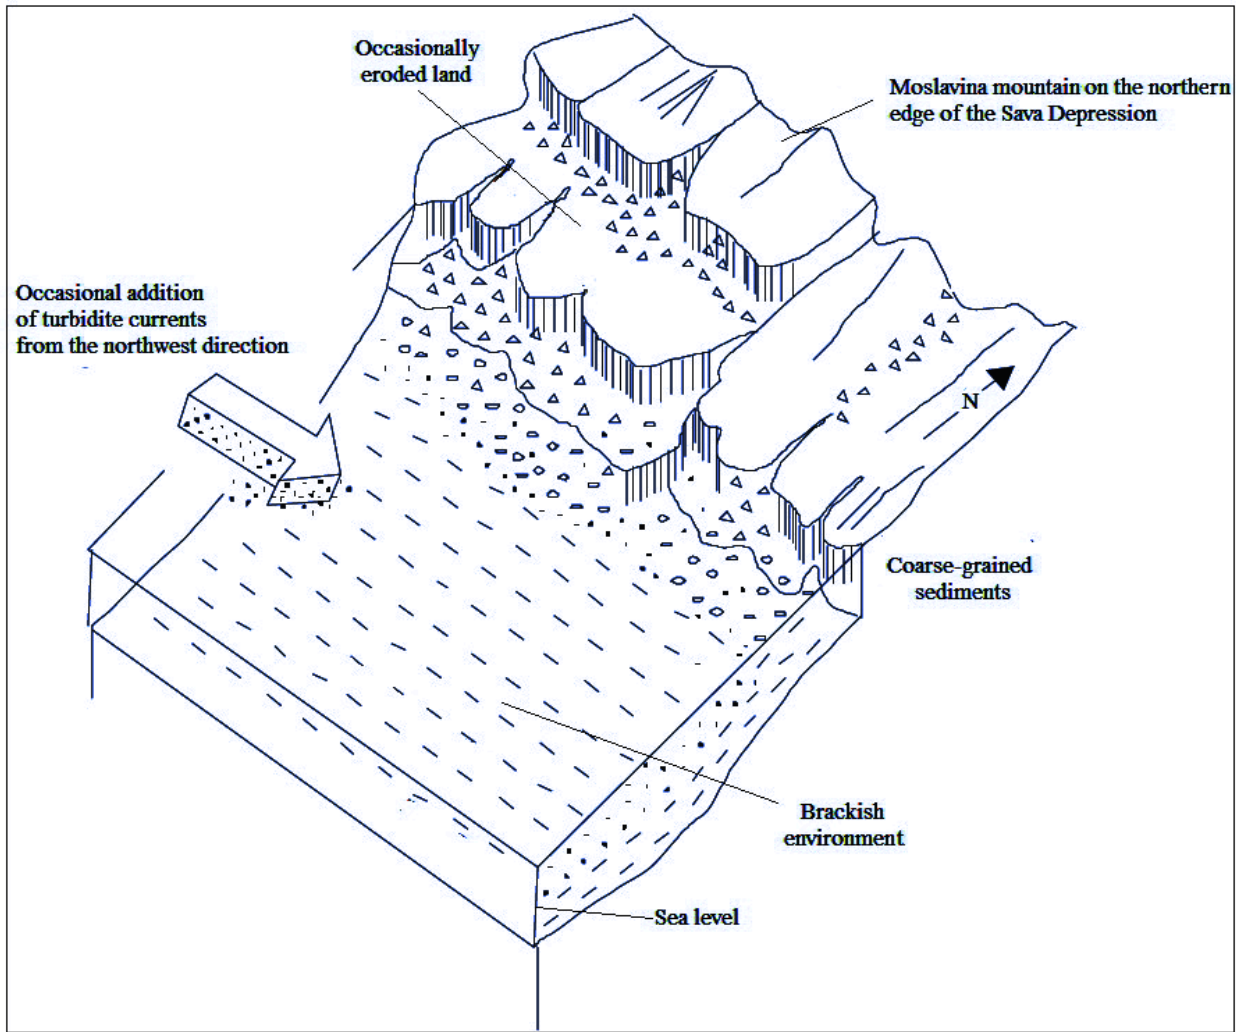 Occasionally
eroded land
Moslavina mountain on the northern
edge of the Sava Depression
Occasional addition
of turbidite currents
from the northwest direction
N
Coarse-grained
sediments
Brackish
environment
Sea level